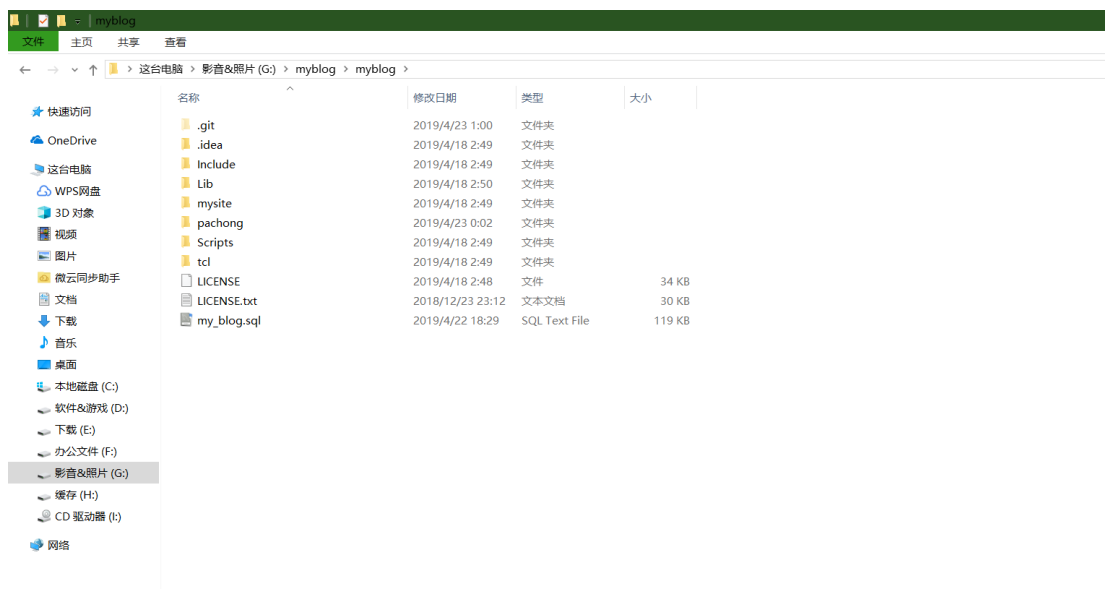 myblog
文件 主页 共享 查看
这台电脑 > 影音&照片 (G:) > myblog > myblog >
快速访问
OneDrive
这台电脑
WPS网盘
3D 对象
视频
图片
微云同步助手
文档
下载
音乐
桌面
本地磁盘 (C:)
软件&游戏 (D:)
下载 (E:)
办公文件 (F:)
影音&照片 (G:)
缓存 (H:)
CD 驱动器 (I:)
网络
名称 修改日期 类型 大小
.git 2019/4/23 1:00 文件夹
.idea 2019/4/18 2:49 文件夹
Include 2019/4/18 2:49 文件夹
Lib 2019/4/18 2:50 文件夹
mysite 2019/4/18 2:49 文件夹
pachong 2019/4/23 0:02 文件夹
Scripts 2019/4/18 2:49 文件夹
tcl 2019/4/18 2:49 文件夹
LICENSE 2019/4/18 2:48 文件 34 KB
LICENSE.txt 2018/12/23 23:12 文本文档 30 KB
my_blog.sql 2019/4/22 18:29 SQL Text File 119 KB